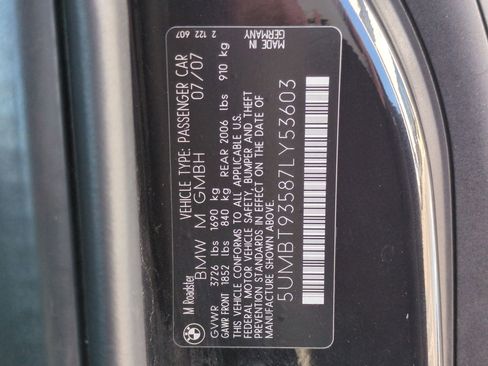 M Roadster
VEHICLE TYPE: PASSENGER CAR
MADE IN GERMANY
2 122 607
BMW M GMBH
07/07
GVWR 3726 lbs 1690 kg
GAWR FRONT 1852 lbs 840 kg REAR 2006 lbs 910 kg
THIS VEHICLE CONFORMS TO ALL APPLICABLE U.S.
FEDERAL MOTOR VEHICLE SAFETY, BUMPER AND THEFT
PREVENTION STANDARDS IN EFFECT ON THE DATE OF
MANUFACTURE SHOWN ABOVE.
5UMBT93587LY53603